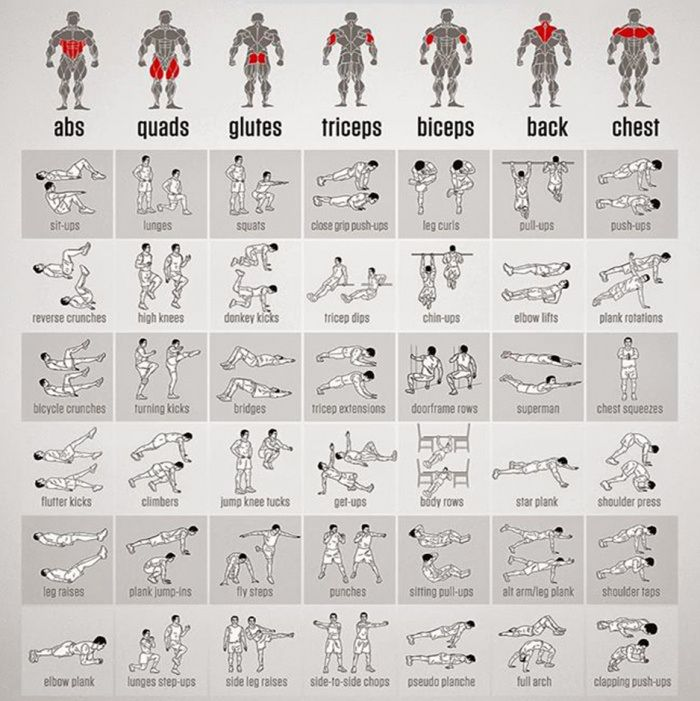 abs quads glutes triceps biceps back chest
sit-ups lunges squats close grip push-ups leg curls pull-ups push-ups
reverse crunches high knees donkey kicks tricep dips chin-ups elbow lifts plank rotations
bicycle crunches turning kicks bridges tricep extensions doorframe rows superman chest squeezes
flutter kicks climbers jump knee tucks get-ups body rows star plank shoulder press
leg raises plank jump-ins fly steps punches sitting pull-ups alt arm/leg plank shoulder taps
elbow plank lunges step-ups side leg raises side-to-side chops pseudo planche full arch clapping push-ups